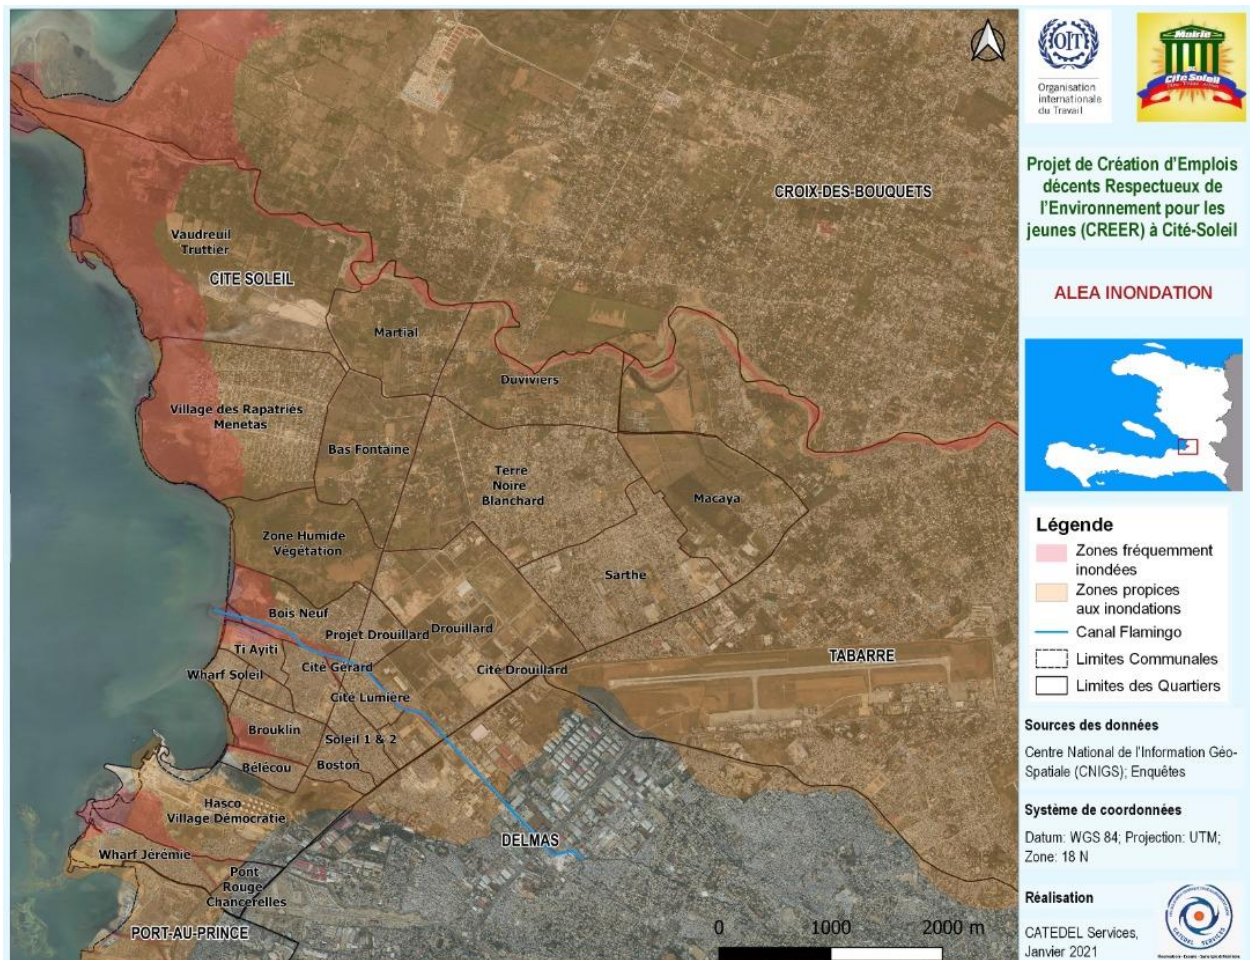 CROIX-DES-BOUQUETS
Vaudreuil
Truttier
CITE SOLEIL
Martial
Duviviers
Village des Rapatriés
Menetas
Bas Fontaine
Terre
Noire
Blanchard
Macaya
Zone Humide
Vegétation
Sarthe
Bois Neuf
Projet Drouillard
Drouillard
Ti Ayiti
Cité Gérard
Cité Drouillard
TABARRE
Wharf Soleil
Cité Lumière
Brouklin
Soleil 1 & 2
Bélécou
Boston
Hasco
Village Démocratie
DELMAS
Wharf Jérémie
Pont
Rouge
Chancerelles
PORT-AU-PRINCE
0 1000 2000 m
OIT
Organisation
internationale
du Travail
Mairie
Cité Soleil
Projet de Création d'Emplois
décents Respectueux de
l'Environnement pour les
jeunes (CREER) à Cité-Soleil
ALEA INONDATION
Légende
Zones fréquemment
inondées
Zones propices
aux inondations
Canal Flamingo
Limites Communales
Limites des Quartiers
Sources des données
Centre National de l'Information Géo-
Spatiale (CNIGS); Enquêtes
Système de coordonnées
Datum: WGS 84; Projection: UTM;
Zone: 18 N
Réalisation
CATEDEL Services,
Janvier 2021
CATEDEL SERVICES